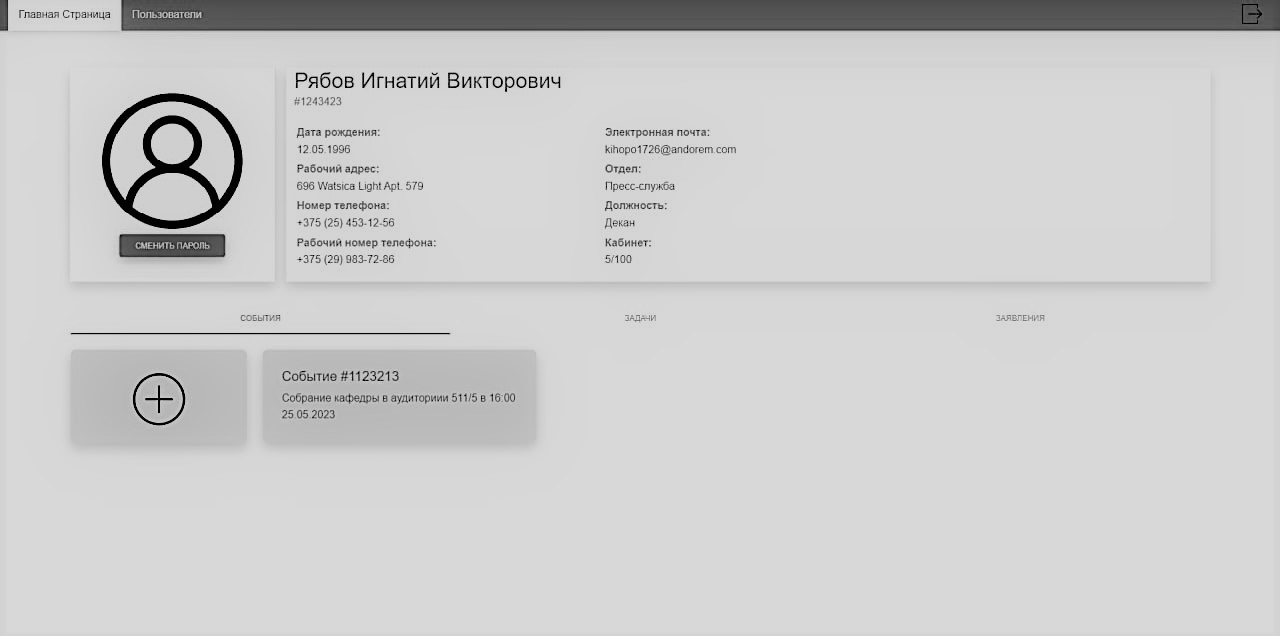 Главная Страница Пользователи
Рябов Игнатий Викторович
#1243423
Дата рождения:
12.05.1996
Рабочий адрес:
696 Watsica Light Apt. 579
Номер телефона:
+375 (25) 453-12-56
Рабочий номер телефона:
+375 (29) 983-72-86
Электронная почта:
kihopo1726@andorem.com
Отдел:
Пресс-служба
Должность:
Декан
Кабинет:
5/100
СМЕНИТЬ ПАРОЛЬ
СОБЫТИЯ ЗАДАЧИ ЗАЯВЛЕНИЯ
Событие #1123213
Собрание кафедры в аудиториии 511/5 в 16:00
25.05.2023